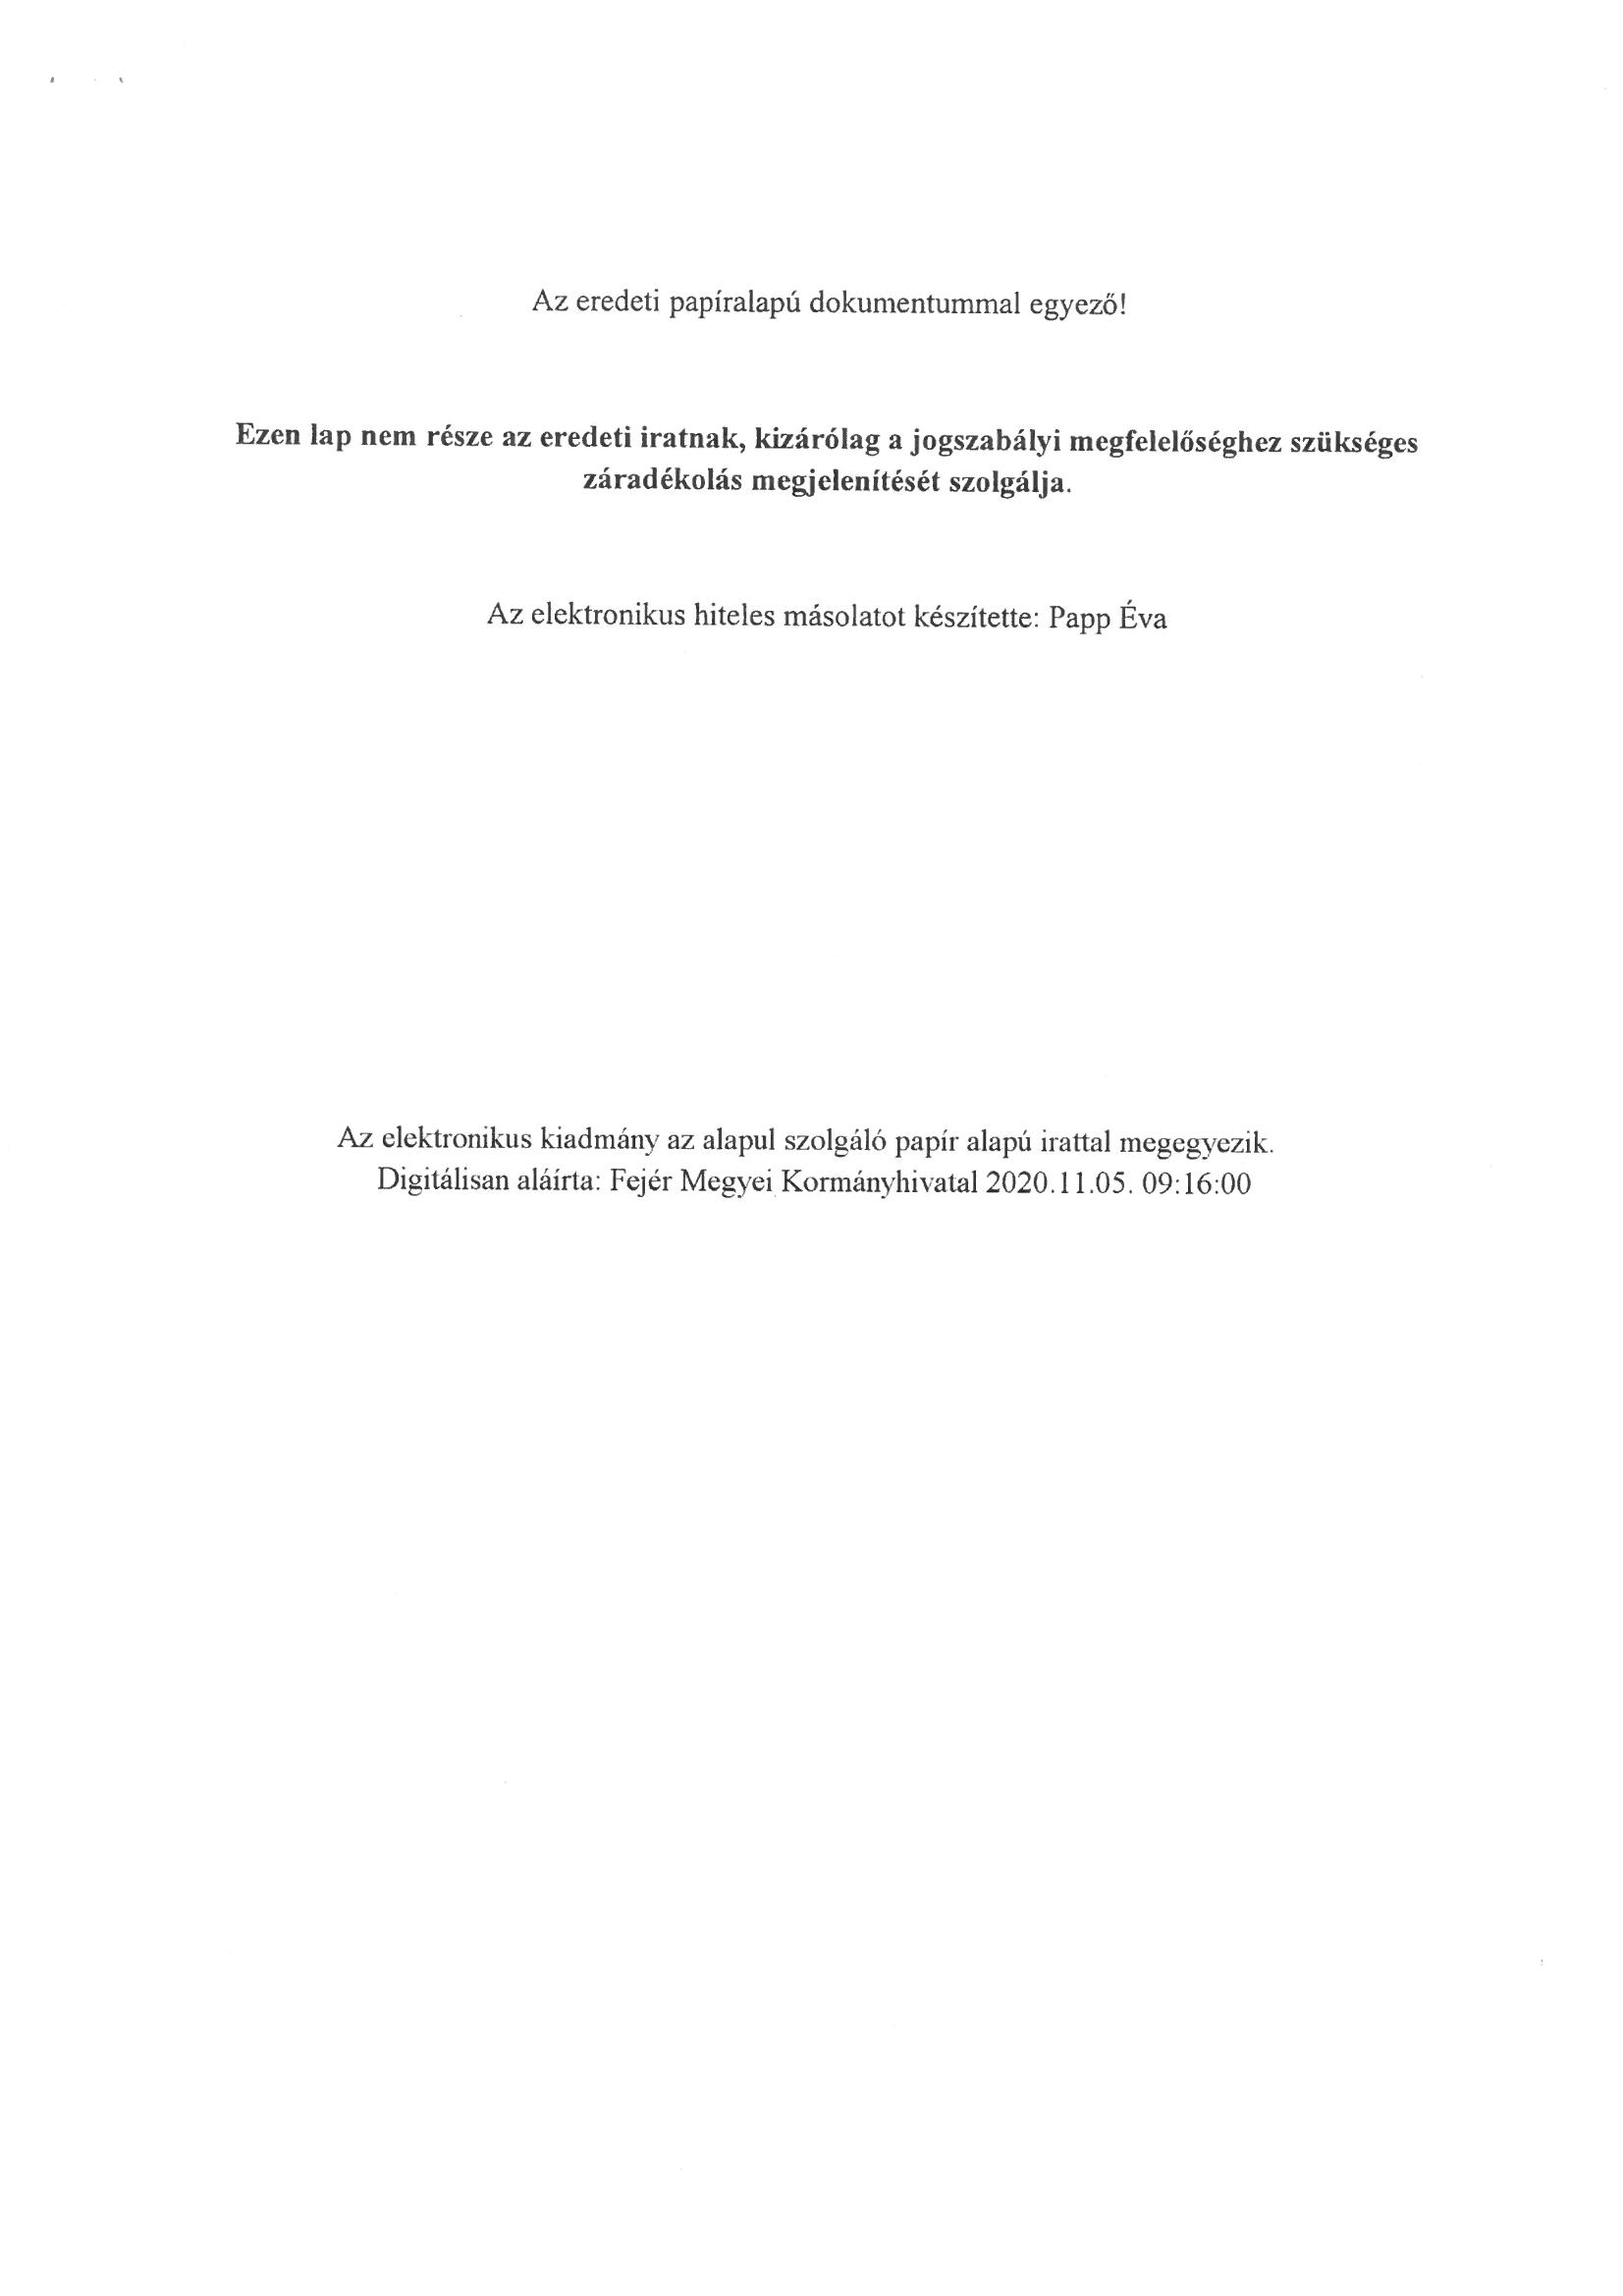 Az eredeti papíralapú dokumentummal egyező!
Ezen lap nem része az eredeti iratnak, kizárólag a jogszabályi megfelelőséghez szükséges
záradékolás megjelenítését szolgálja.
Az elektronikus hiteles másolatot készítette: Papp Éva
Az elektronikus kiadmány az alapul szolgáló papír alapú irattal megegyezik.
Digitálisan aláírta: Fejér Megyei Kormányhivatal 2020.11.05. 09:16:00